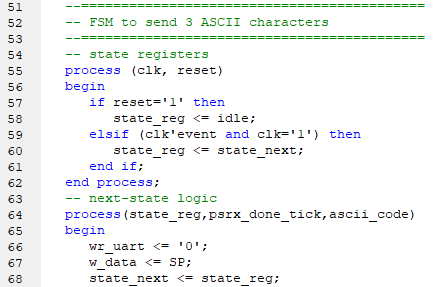 51 --===========================================
52 -- FSM to send 3 ASCII characters
53 --===========================================
54 -- state registers
55 process (clk, reset)
56 begin
57 if reset='1' then
58 state_reg <= idle;
59 elsif (clk'event and clk='1') then
60 state_reg <= state_next;
61 end if;
62 end process;
63 -- next-state logic
64 process(state_reg,psrx_done_tick,ascii_code)
65 begin
66 wr_uart <= '0';
67 w_data <= SP;
68 state_next <= state_reg;